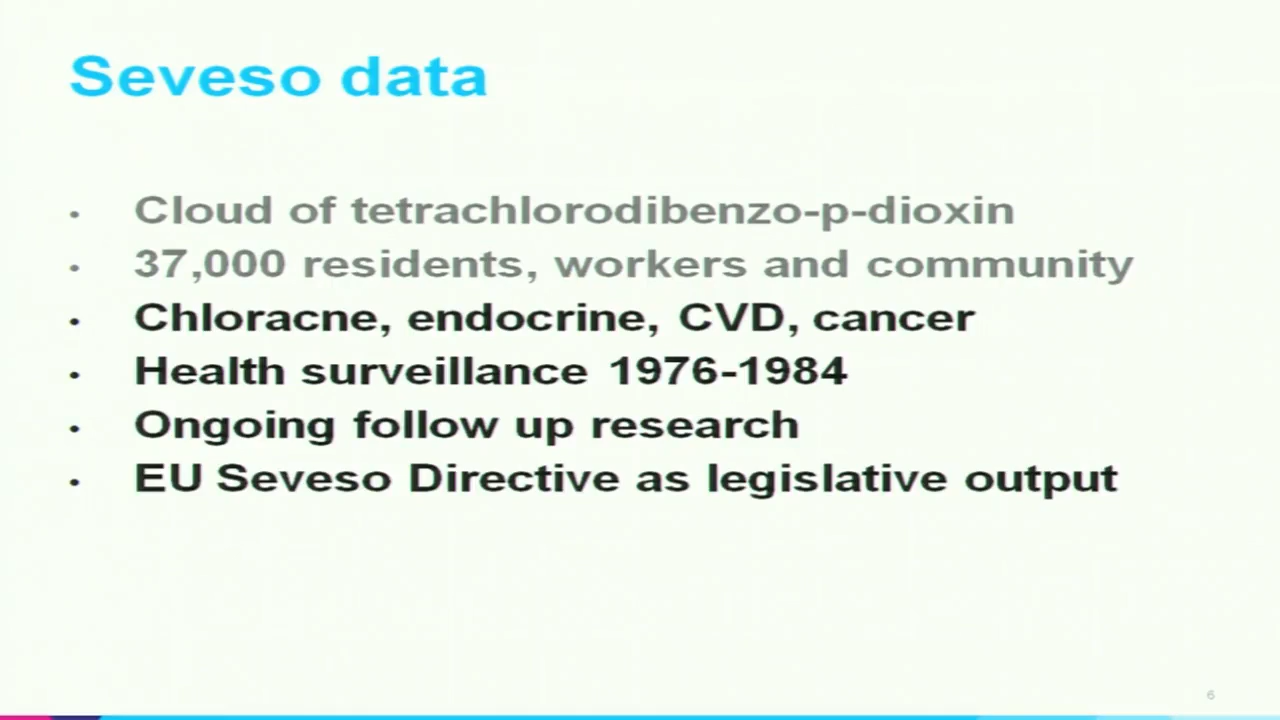 Seveso data
• Cloud of tetrachlorodibenzo-p-dioxin
• 37,000 residents, workers and community
• Chloracne, endocrine, CVD, cancer
• Health surveillance 1976-1984
• Ongoing follow up research
• EU Seveso Directive as legislative output
6